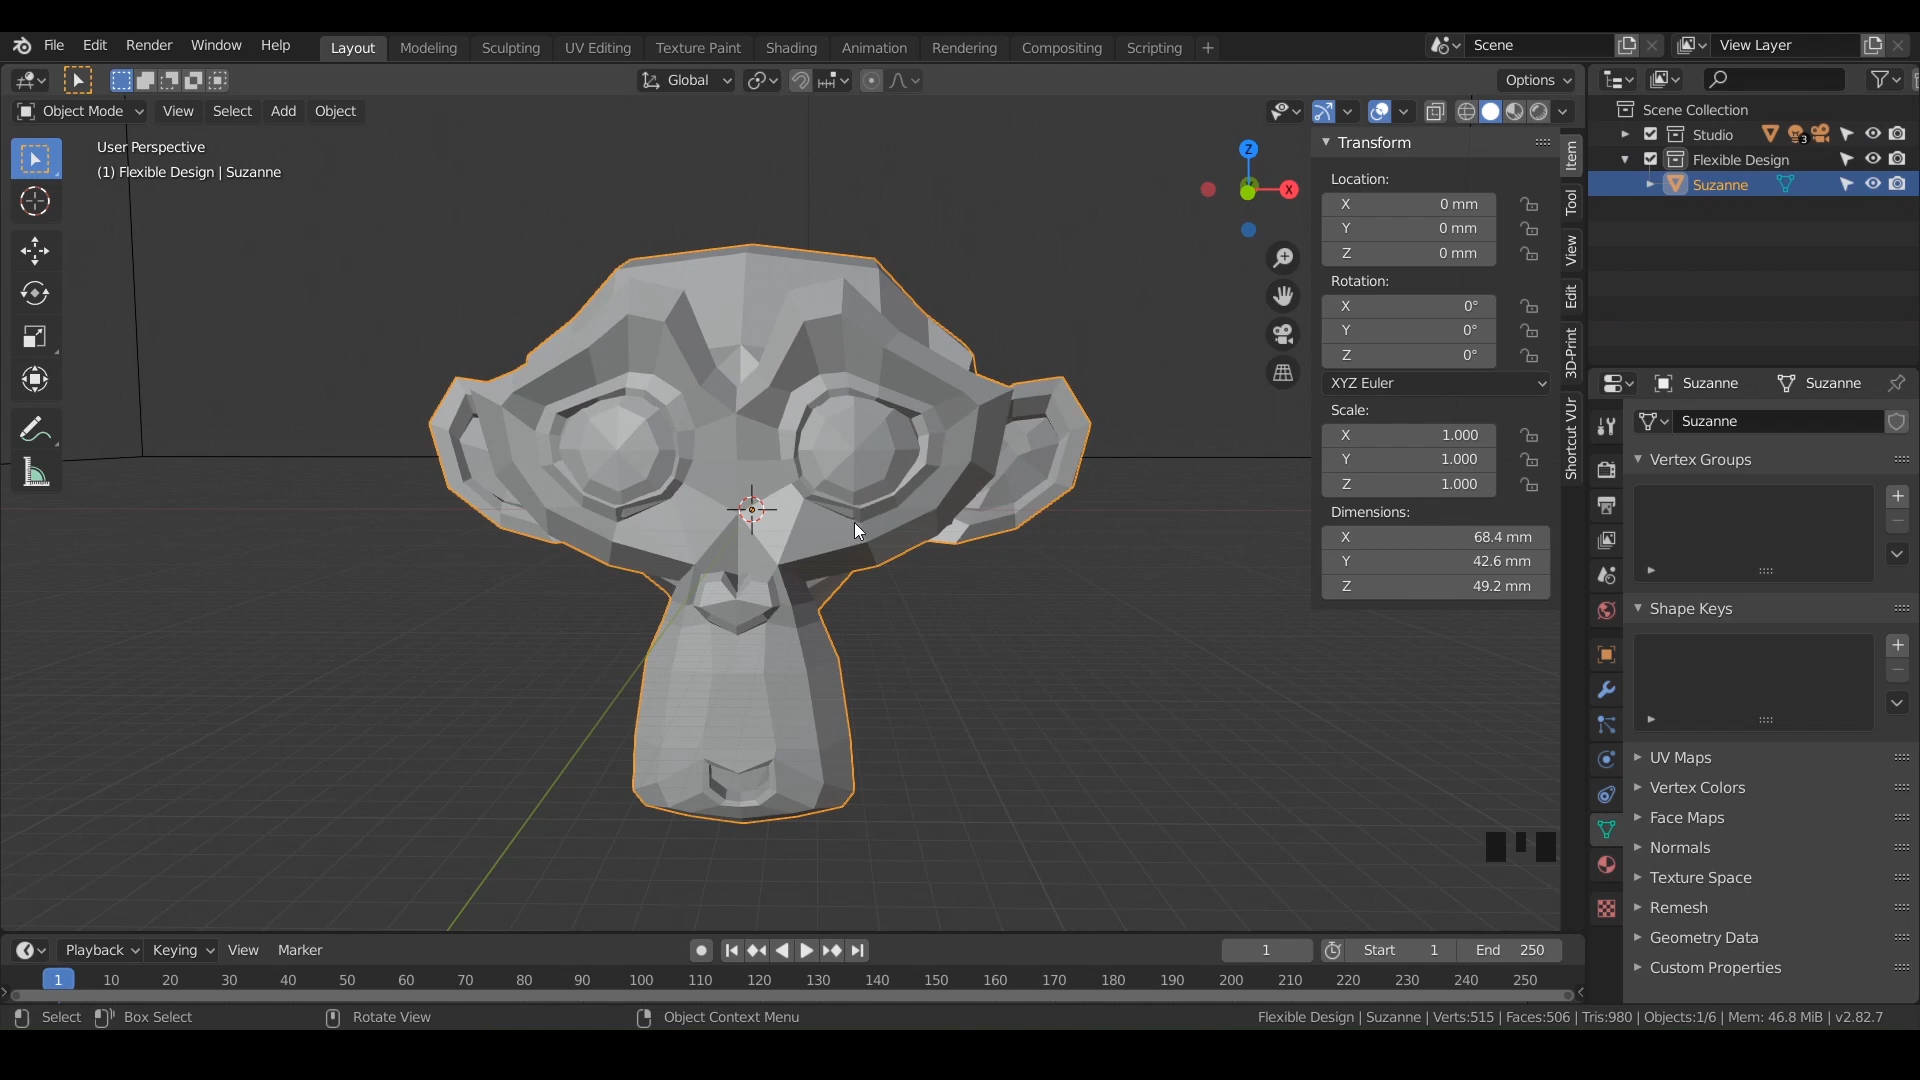 File Edit Render Window Help
Layout Modeling Sculpting UV Editing Texture Paint Shading Animation Rendering Compositing Scripting +
Scene
View Layer
Global
Options
Object Mode View Select Add Object
User Perspective
(1) Flexible Design | Suzanne
Z
X
Transform
Location:
X 0 mm
Y 0 mm
Z 0 mm
Rotation:
X 0°
Y 0°
Z 0°
XYZ Euler
Scale:
X 1.000
Y 1.000
Z 1.000
Dimensions:
X 68.4 mm
Y 42.6 mm
Z 49.2 mm
Item
Tool
View
Edit
3D-Print
Shortcut VUr
Scene Collection
Studio 3
Flexible Design
Suzanne
Suzanne Suzanne
Suzanne
Vertex Groups
Shape Keys
UV Maps
Vertex Colors
Face Maps
Normals
Texture Space
Remesh
Geometry Data
Custom Properties
Playback Keying View Marker
1 Start 1 End 250
1 10 20 30 40 50 60 70 80 90 100 110 120 130 140 150 160 170 180 190 200 210 220 230 240 250
Select Box Select Rotate View Object Context Menu
Flexible Design | Suzanne | Verts:515 | Faces:506 | Tris:980 | Objects:1/6 | Mem: 46.8 MiB | v2.82.7